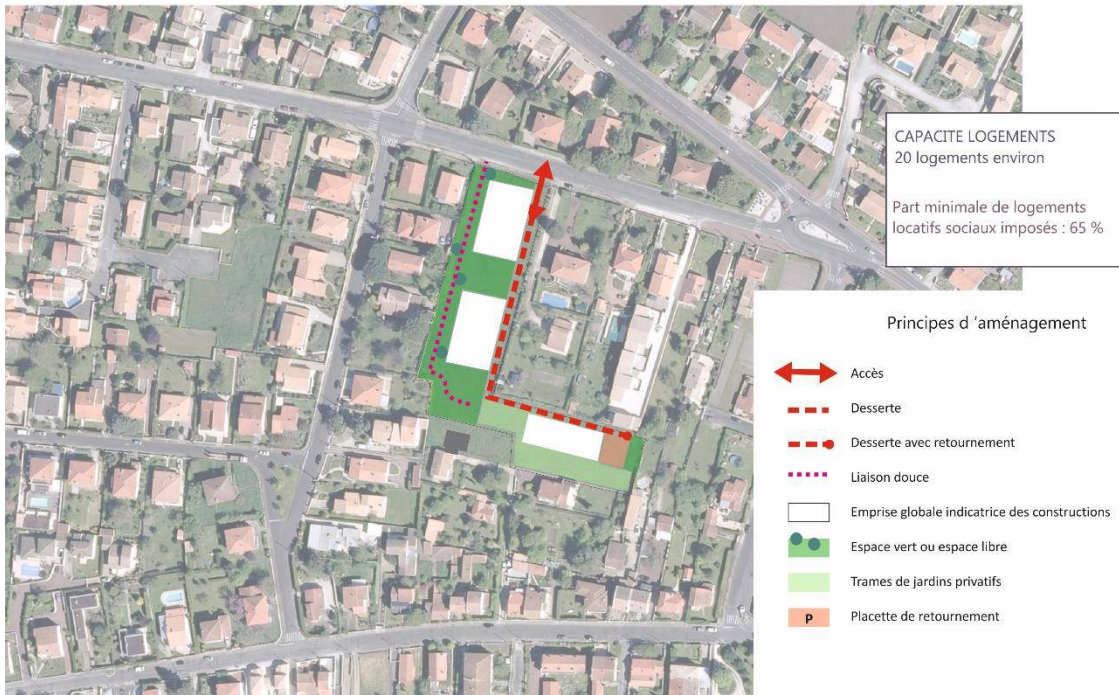 CAPACITE LOGEMENTS
20 logements environ
Part minimale de logements
locatifs sociaux imposés : 65 %
Principes d 'aménagement
Accès
Desserte
Desserte avec retournement
Liaison douce
Emprise globale indicatrice des constructions
Espace vert ou espace libre
Trames de jardins privatifs
P
Placette de retournement